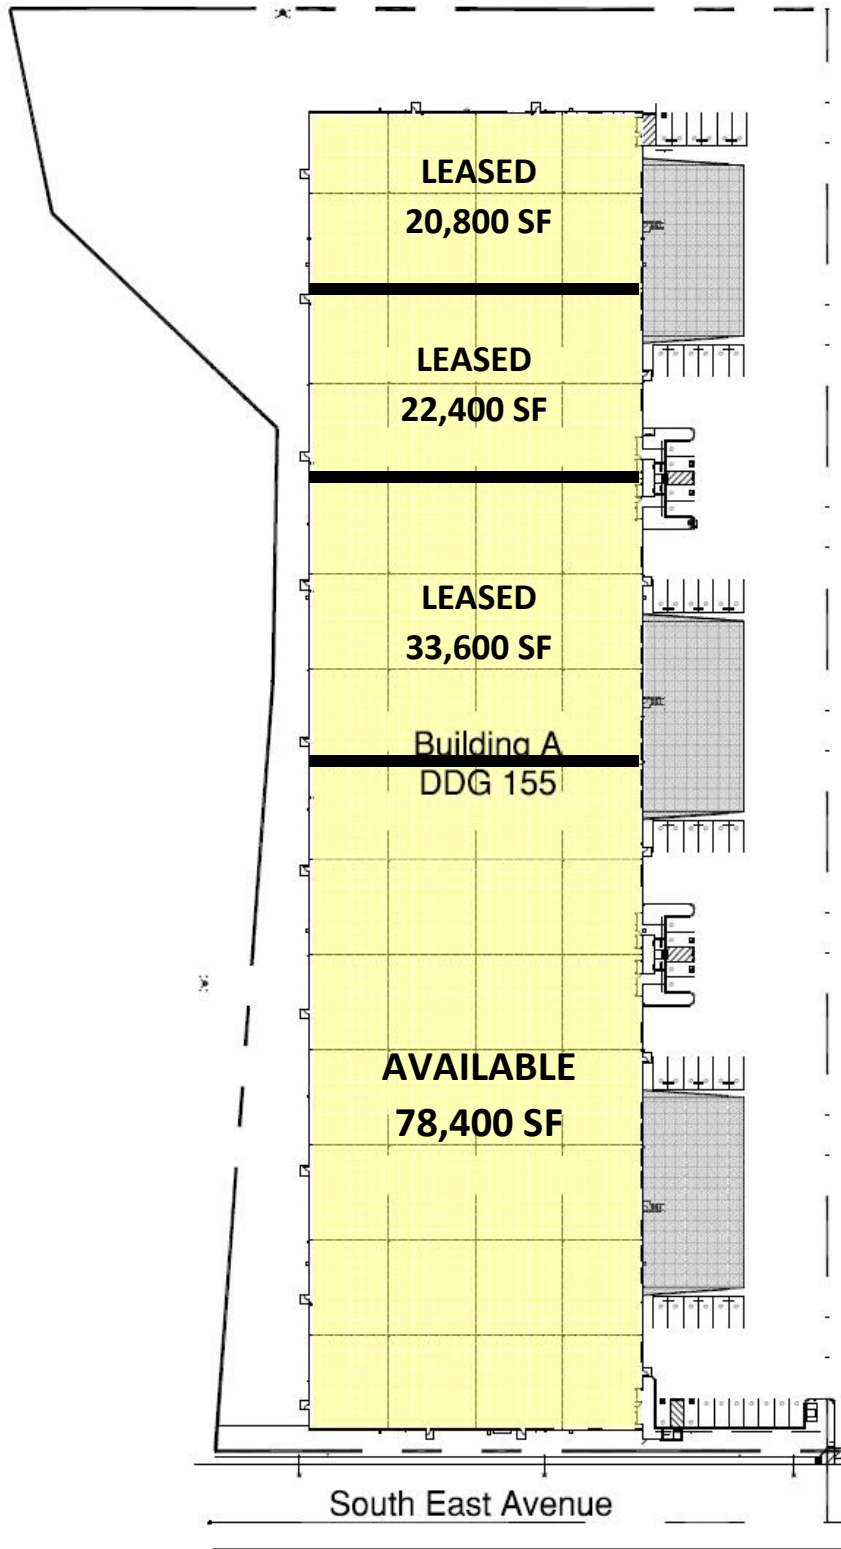 LEASED
20,800 SF
LEASED
22,400 SF
LEASED
33,600 SF
Building A
DDG 155
AVAILABLE
78,400 SF
South East Avenue